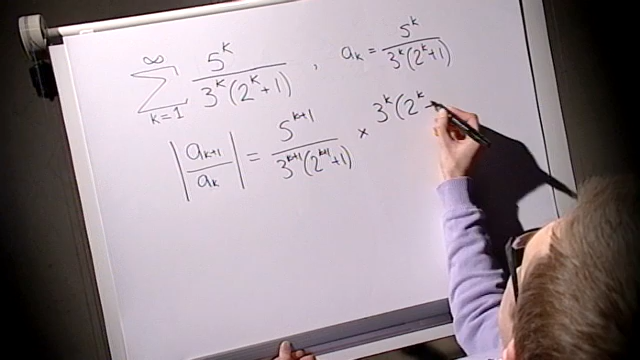 ∞ Σ k=1 5^k / 3^k(2^k+1) , a_k = 5^k / 3^k(2^k+1)
|a_{k+1} / a_k| = 5^{k+1} / 3^{k+1}(2^{k+1}+1) × 3^k(2^k +